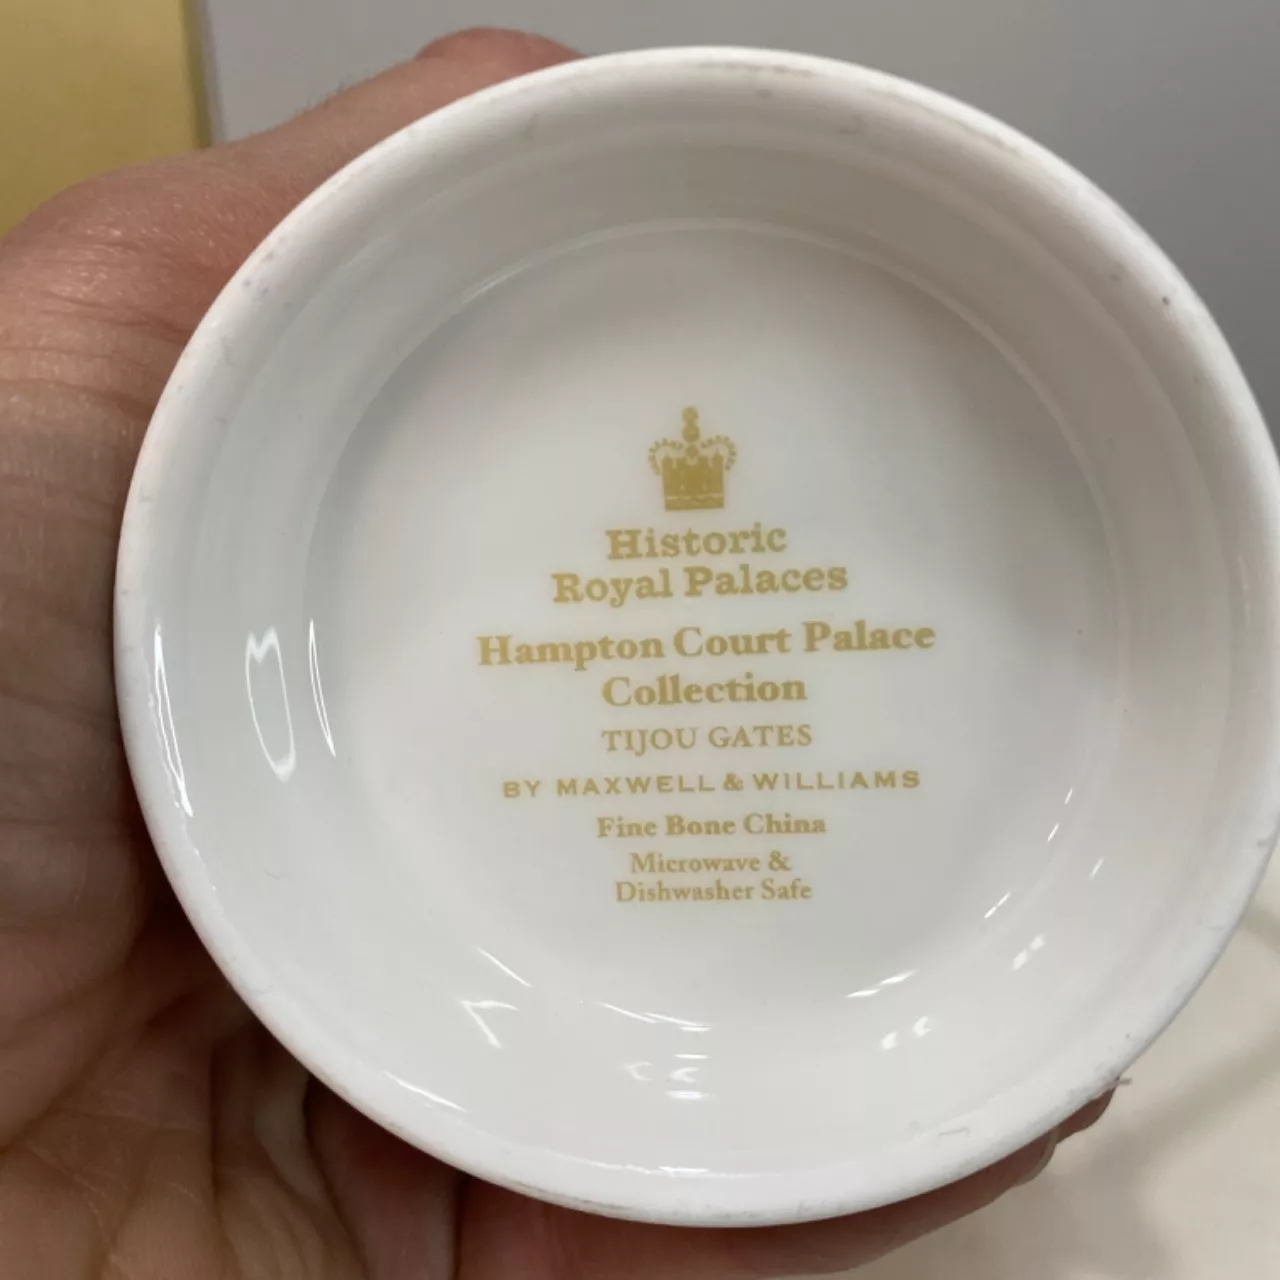 Historic
Royal Palaces
Hampton Court Palace
Collection
TIJOU GATES
BY MAXWELL & WILLIAMS
Fine Bone China
Microwave &
Dishwasher Safe